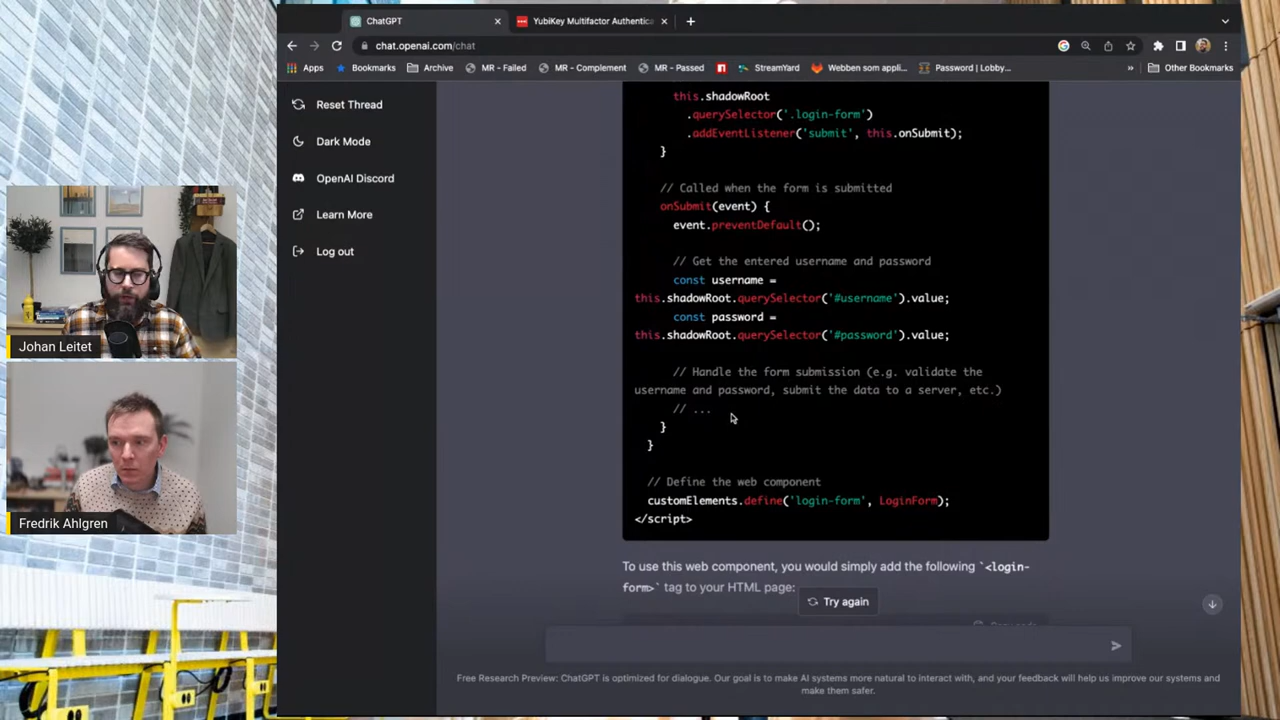 ChatGPT
YubiKey Multifactor Authentica
chat.openai.com/chat
Apps
Bookmarks
Archive
MR - Failed
MR - Complement
MR - Passed
StreamYard
Webben som appli...
Password | Lobby...
»
Other Bookmarks
Reset Thread
Dark Mode
OpenAI Discord
Learn More
Log out
this.shadowRoot
.querySelector('.login-form')
.addEventListener('submit', this.onSubmit);
}
// Called when the form is submitted
onSubmit(event) {
event.preventDefault();
// Get the entered username and password
const username =
this.shadowRoot.querySelector('#username').value;
const password =
this.shadowRoot.querySelector('#password').value;
// Handle the form submission (e.g. validate the
username and password, submit the data to a server, etc.)
// ...
}
}
// Define the web component
customElements.define('login-form', LoginForm);
</script>
To use this web component, you would simply add the following `<login-
form>` tag to your HTML page:
Try again
Free Research Preview: ChatGPT is optimized for dialogue. Our goal is to make AI systems more natural to interact with, and your feedback will help us improve our systems and
make them safer.
Johan Leitet
Fredrik Ahlgren